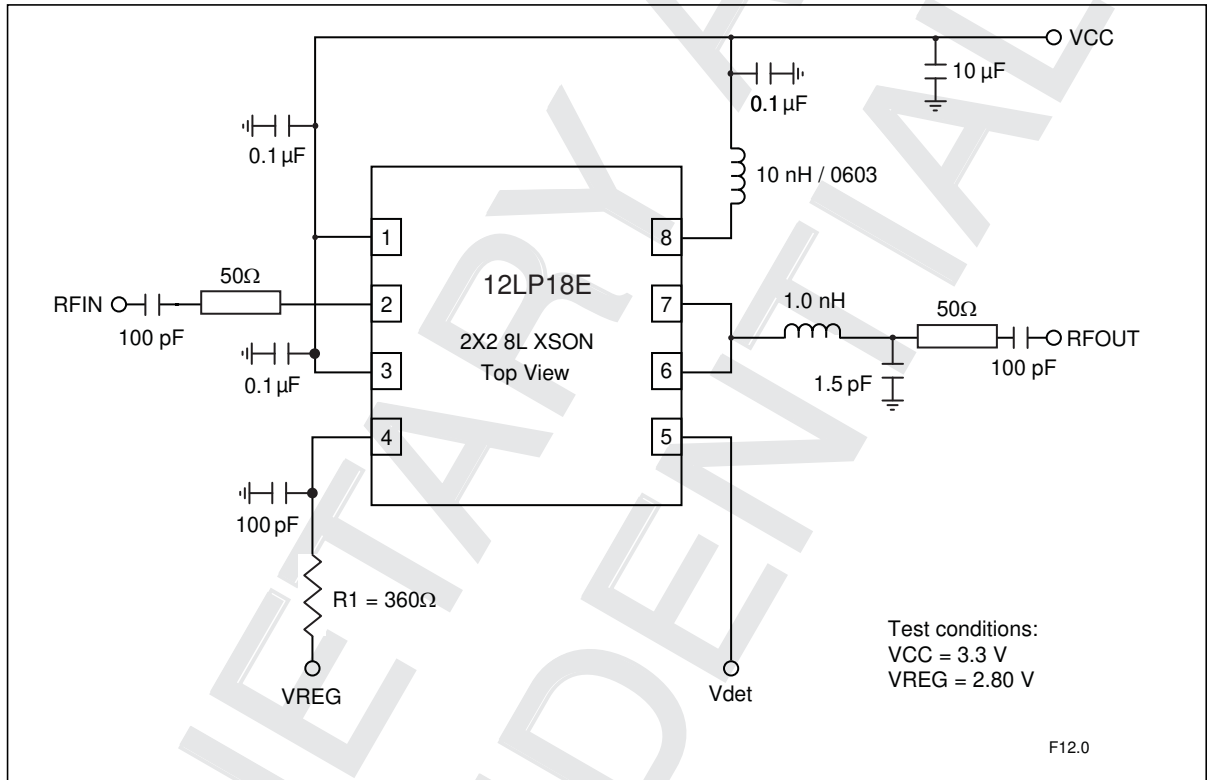 VCC
10 µF
0.1 µF
0.1 µF
10 nH / 0603
1
8
50Ω
12LP18E
RFIN
2
7
1.0 nH
50Ω
100 pF
2X2 8L XSON
Top View
RFOUT
0.1 µF
3
6
1.5 pF
100 pF
4
5
100 pF
R1 = 360Ω
Test conditions:
VCC = 3.3 V
VREG = 2.80 V
VREG
Vdet
F12.0